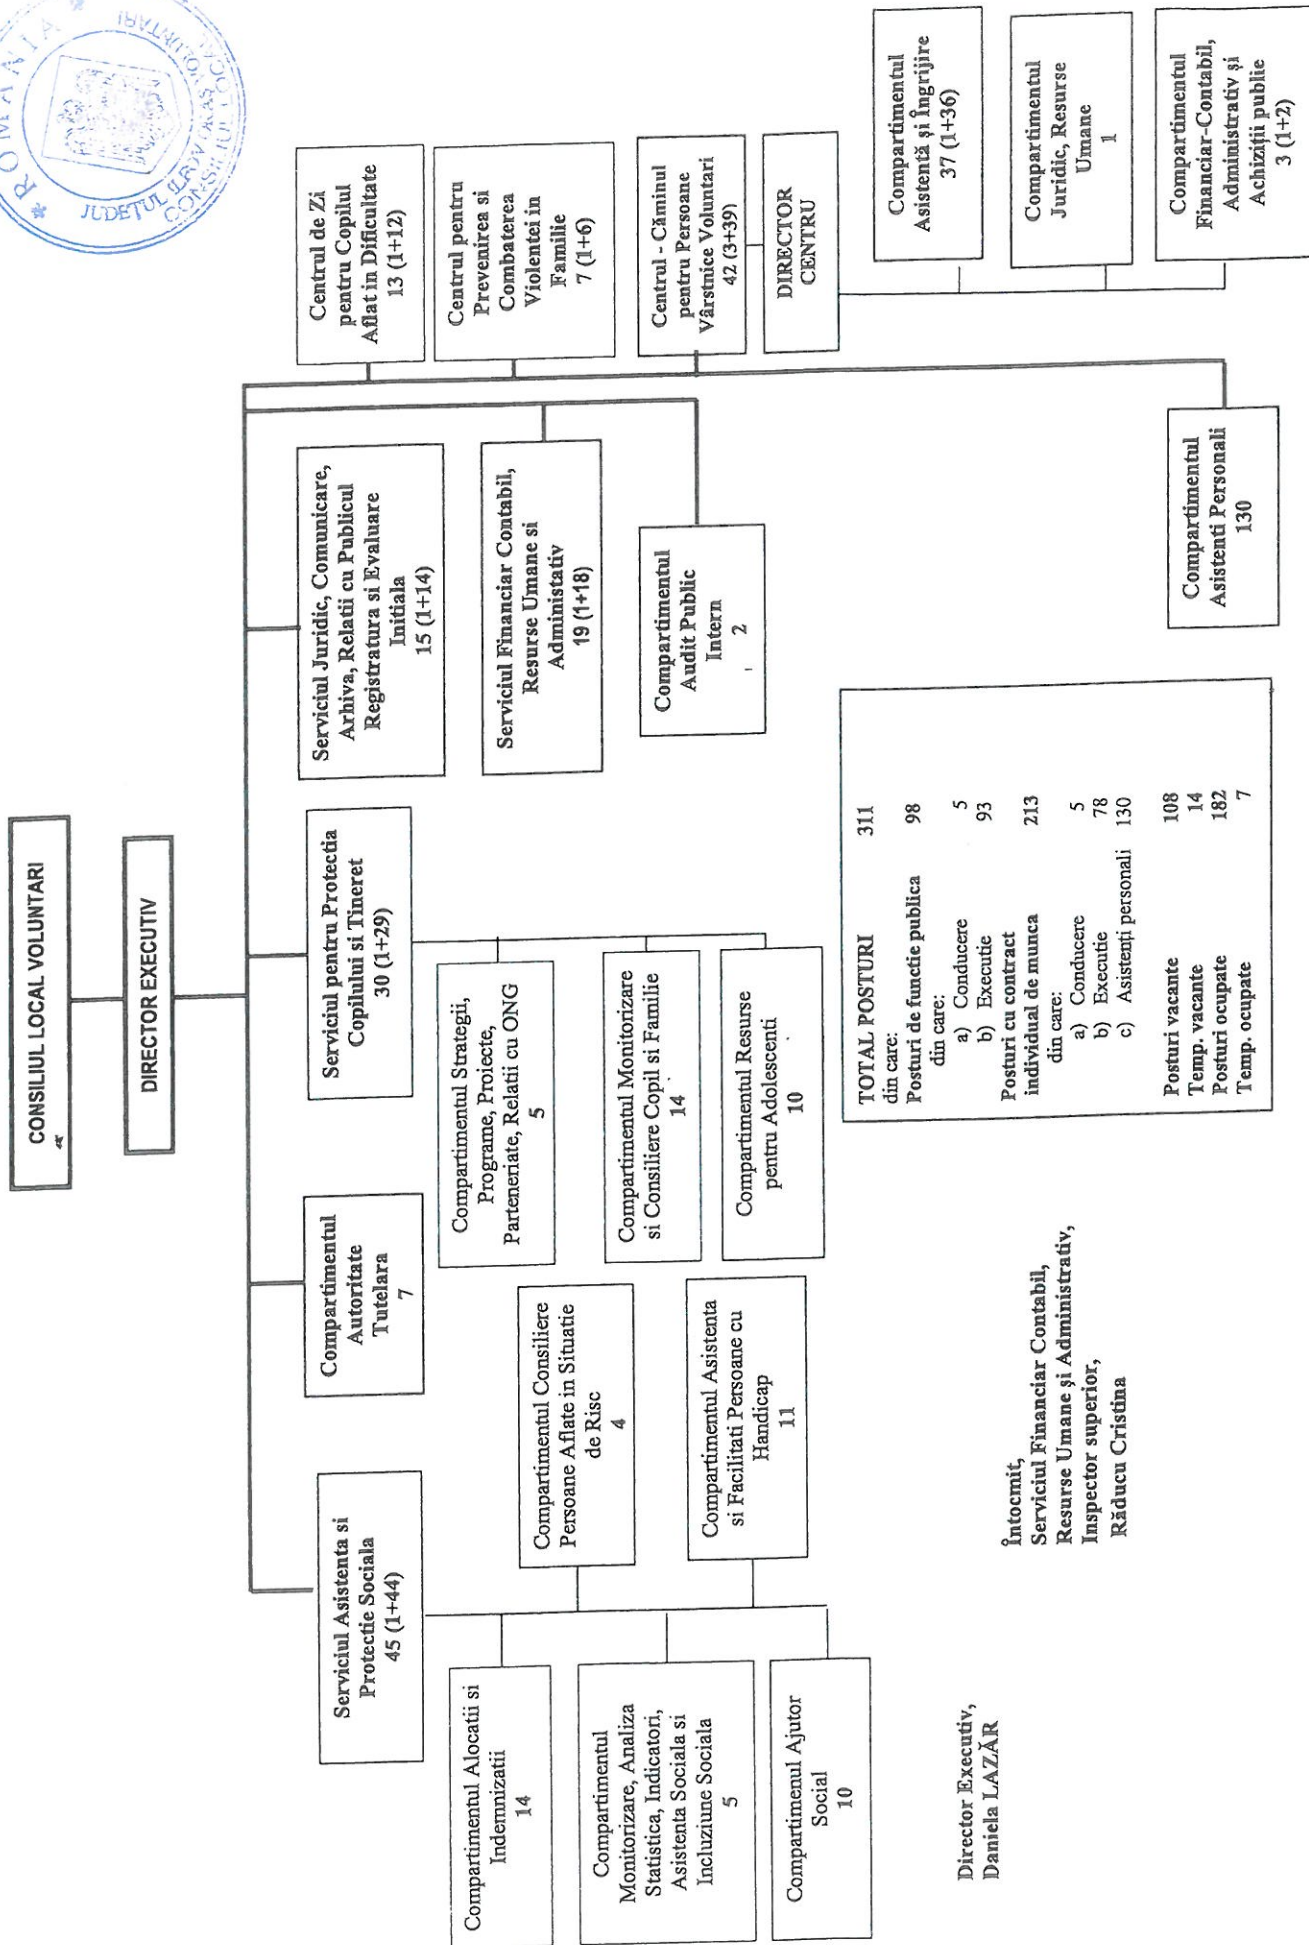 CONSILIUL LOCAL VOLUNTARI
DIRECTOR EXECUTIV
Serviciul Asistenta si
Protectie Sociala
45 (1+44)
Compartimentul
Autoritate
Tutelara
7
Serviciul pentru Protectia
Copilului si Tineret
30 (1+29)
Serviciul Juridic, Comunicare,
Arhiva, Relatii cu Publicul
Registratura si Evaluare
Initiala
15 (1+14)
Centrul de Zi
pentru Copilul
Aflat in Dificultate
13 (1+12)
* ROMANIA *
JUDEȚUL ILFOV
ORAȘ VOLUNTARI
CONSILIUL LOCAL
Compartimentul Alocatii si
Indemnizatii
14
Compartimentul
Monitorizare, Analiza
Statistica, Indicatori,
Asistenta Sociala si
Incluziune Sociala
5
Compartimenul Ajutor
Social
10
Compartimentul Consiliere
Persoane Aflate in Situatie
de Risc
4
Compartimentul Asistenta
si Facilitati Persoane cu
Handicap
11
Compartimentul Strategii,
Programe, Proiecte,
Parteneriate, Relatii cu ONG
5
Compartimentul Monitorizare
si Consiliere Copil si Familie
14
Compartimentul Resurse
pentru Adolescenti
10
Serviciul Financiar Contabil,
Resurse Umane si
Administativ
19 (1+18)
Compartimentul
Audit Public
Intern
2
Centrul pentru
Prevenirea si
Combaterea
Violentei in
Familie
7 (1+6)
Centrul - Căminul
pentru Persoane
Vârstnice Voluntari
42 (3+39)
DIRECTOR
CENTRU
Compartimentul
Asistentă și Îngrijire
37 (1+36)
Compartimentul
Juridic, Resurse
Umane
1
Compartimentul
Financiar-Contabil,
Administrativ și
Achiziții publie
3 (1+2)
Compartimentul
Asistenti Personali
130
TOTAL POSTURI 311
din care:
Posturi de functie publica 98
din care:
a) Conducere 5
b) Executie 93
Posturi cu contract
individual de munca 213
din care:
a) Conducere 5
b) Executie 78
c) Asistenți personali 130
Posturi vacante 108
Temp. vacante 14
Posturi ocupate 182
Temp. ocupate 7
Director Executiv,
Daniela LAZĂR
Întocmit,
Serviciul Financiar Contabil,
Resurse Umane și Administrativ,
Inspector superior,
Răducu Cristina